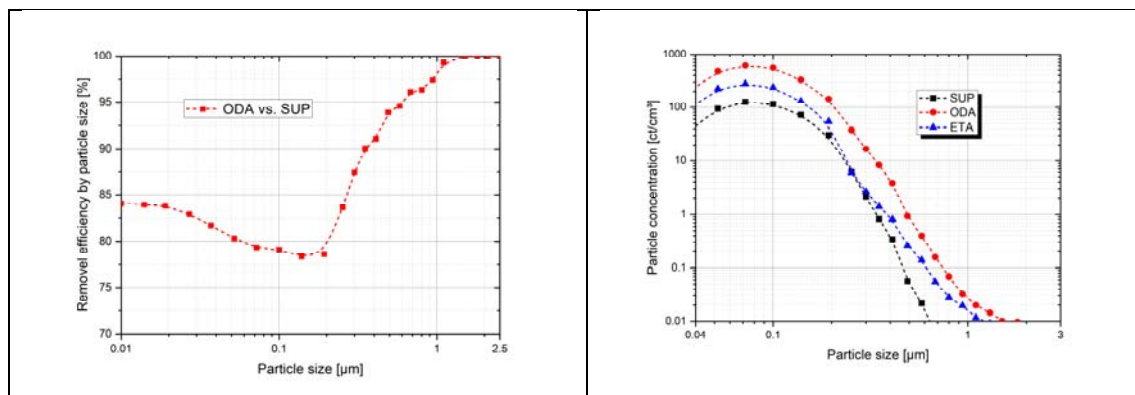 100
95
90
85
80
75
70
Removel efficiency by particle size [%]
ODA vs. SUP
0.01
0.1
1
2.5
Particle size [µm]
1000
100
10
1
0.1
0.01
Particle concentration [ct/cm³]
SUP
ODA
ETA
0.04
0.1
1
3
Particle size [µm]